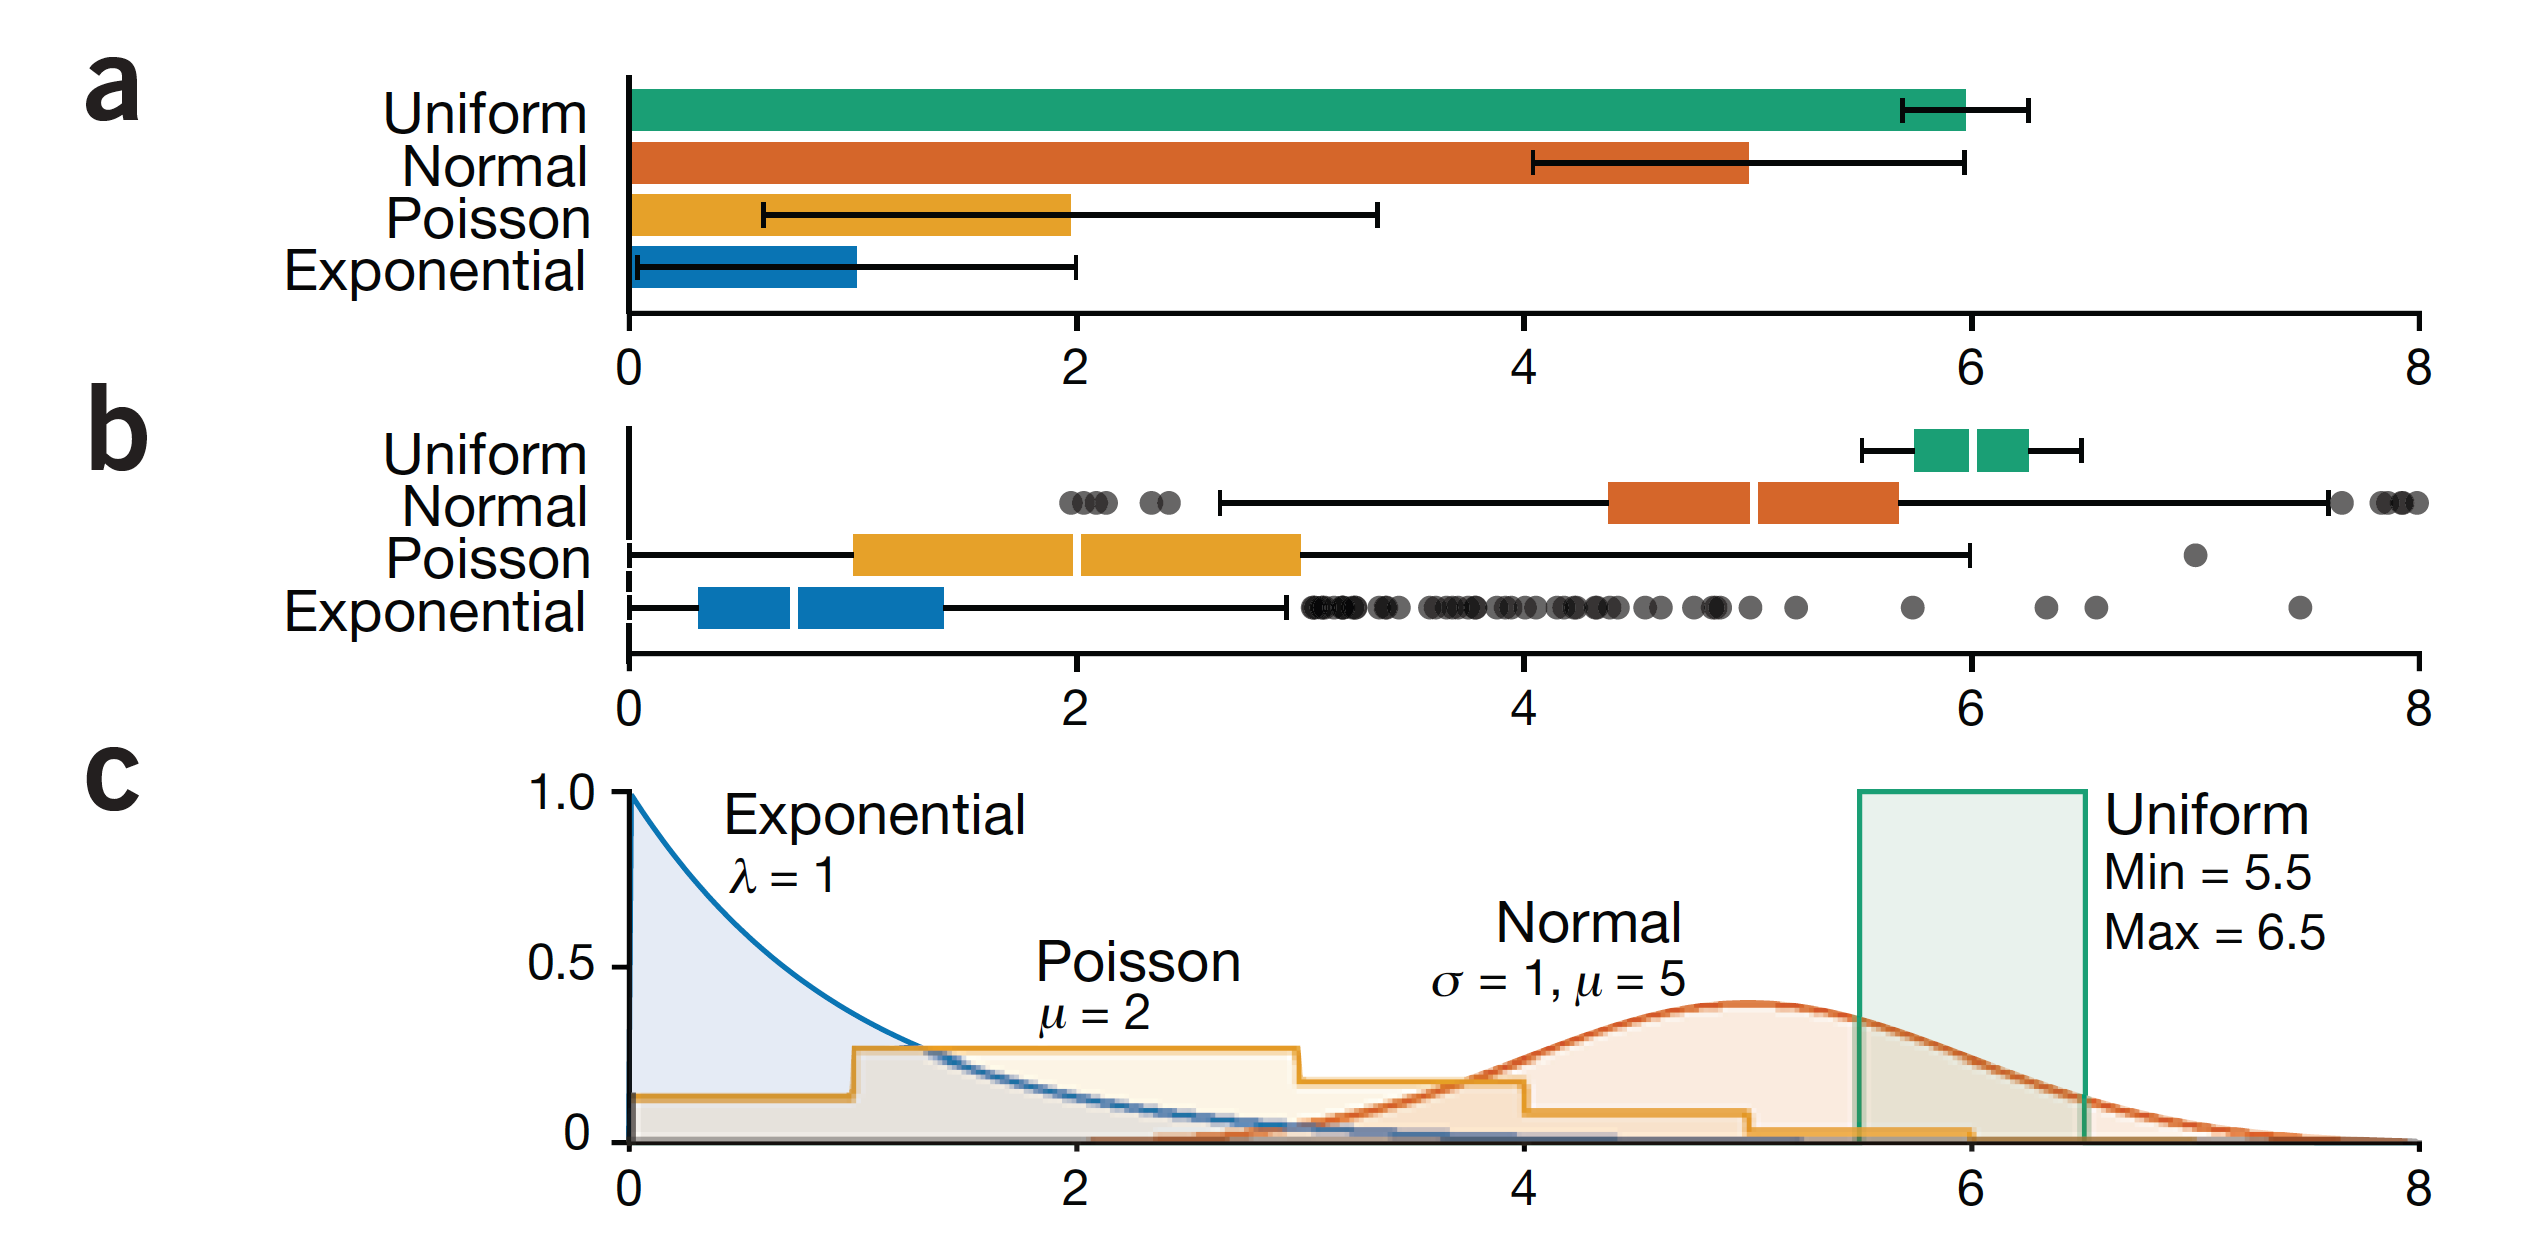 a
Uniform
Normal
Poisson
Exponential
0 2 4 6 8
b
Uniform
Normal
Poisson
Exponential
0 2 4 6 8
c
1.0
0.5
0
Exponential
λ = 1
Poisson
μ = 2
Normal
σ = 1, μ = 5
Uniform
Min = 5.5
Max = 6.5
0 2 4 6 8